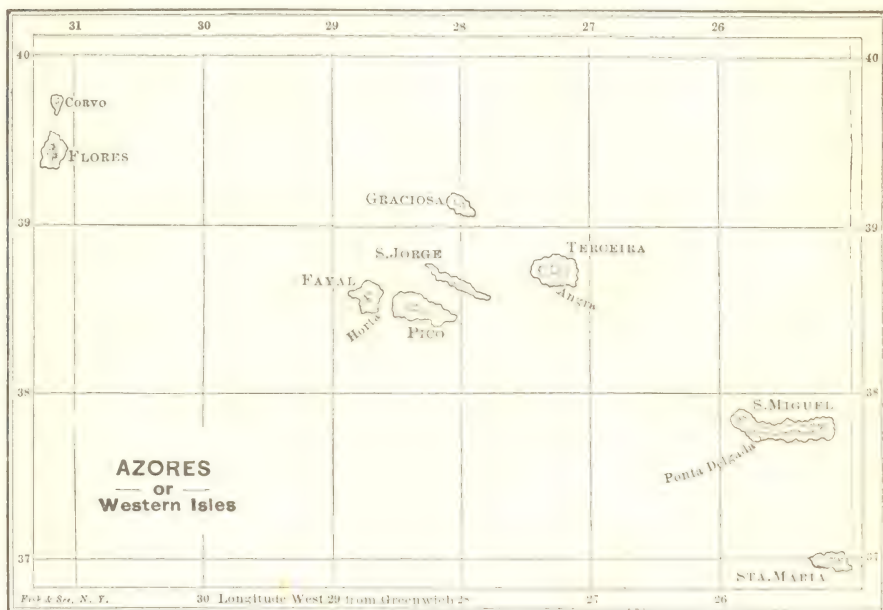 31 30 29 28 27 26
40 40
CORVO
FLORES
GRACIOSA
39 39
S. JORGE
TERCEIRA
FAYAL
Angra
Horta
PICO
38 38
S. MIGUEL
Ponta Delgada
AZORES
— or —
Western Isles
37 37
STA. MARIA
N. Y. 30 Longitude West 29 from Greenwich 28 27 26